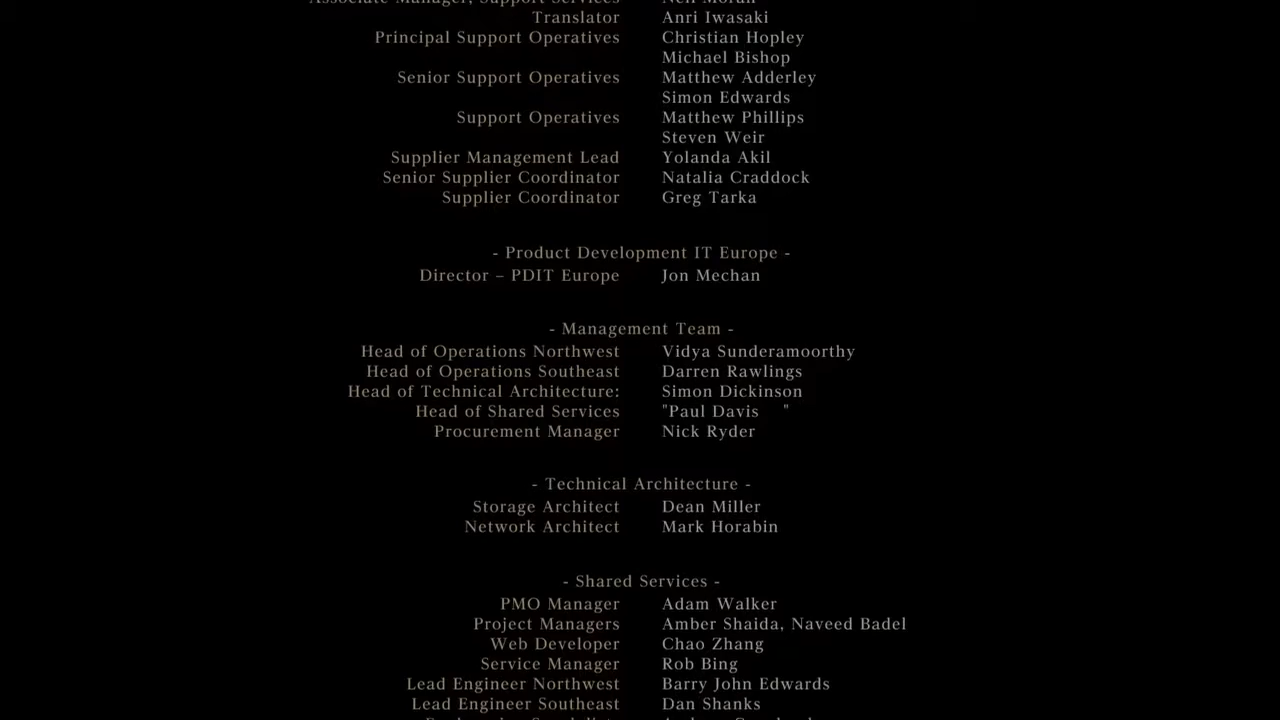 Translator Anri Iwasaki
Principal Support Operatives Christian Hopley
Michael Bishop
Senior Support Operatives Matthew Adderley
Simon Edwards
Support Operatives Matthew Phillips
Steven Weir
Supplier Management Lead Yolanda Akil
Senior Supplier Coordinator Natalia Craddock
Supplier Coordinator Greg Tarka
- Product Development IT Europe -
Director – PDIT Europe Jon Mechan
- Management Team -
Head of Operations Northwest Vidya Sunderamoorthy
Head of Operations Southeast Darren Rawlings
Head of Technical Architecture: Simon Dickinson
Head of Shared Services "Paul Davis "
Procurement Manager Nick Ryder
- Technical Architecture -
Storage Architect Dean Miller
Network Architect Mark Horabin
- Shared Services -
PMO Manager Adam Walker
Project Managers Amber Shaida, Naveed Badel
Web Developer Chao Zhang
Service Manager Rob Bing
Lead Engineer Northwest Barry John Edwards
Lead Engineer Southeast Dan Shanks